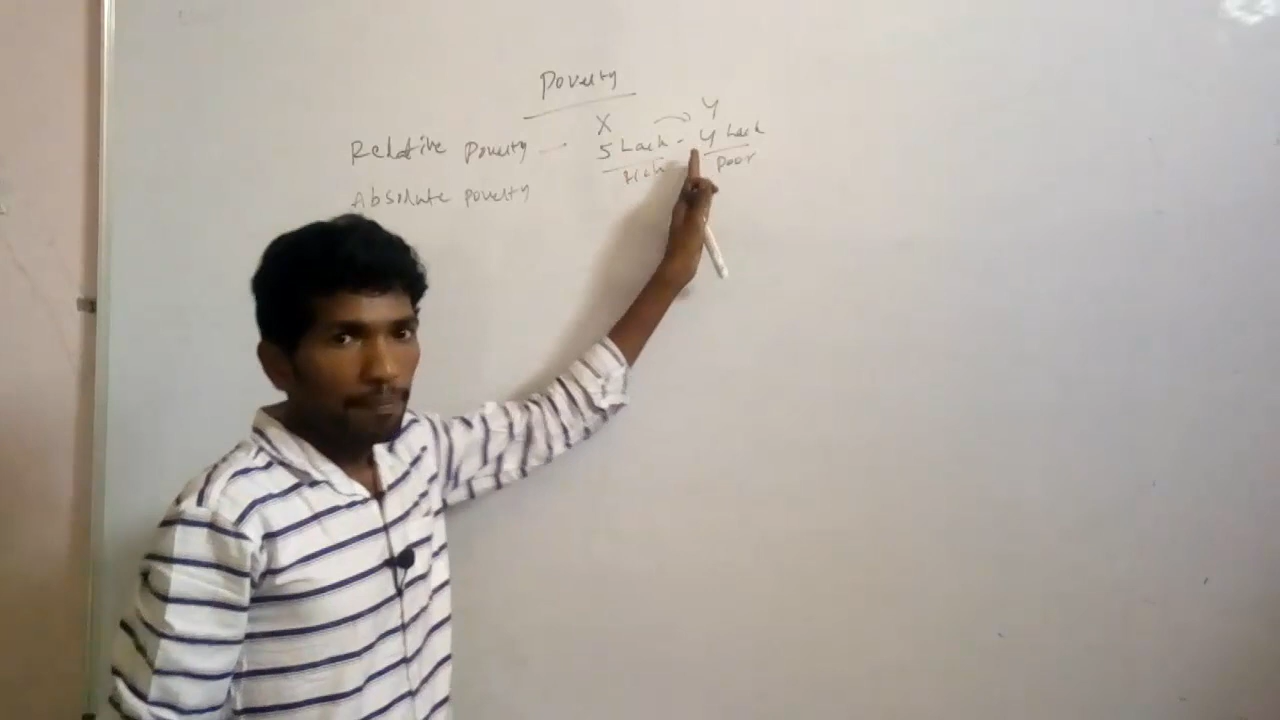 Poverty
X Y
Relative poverty — 5 Lack - 4 Lack
rich poor
Absolute poverty